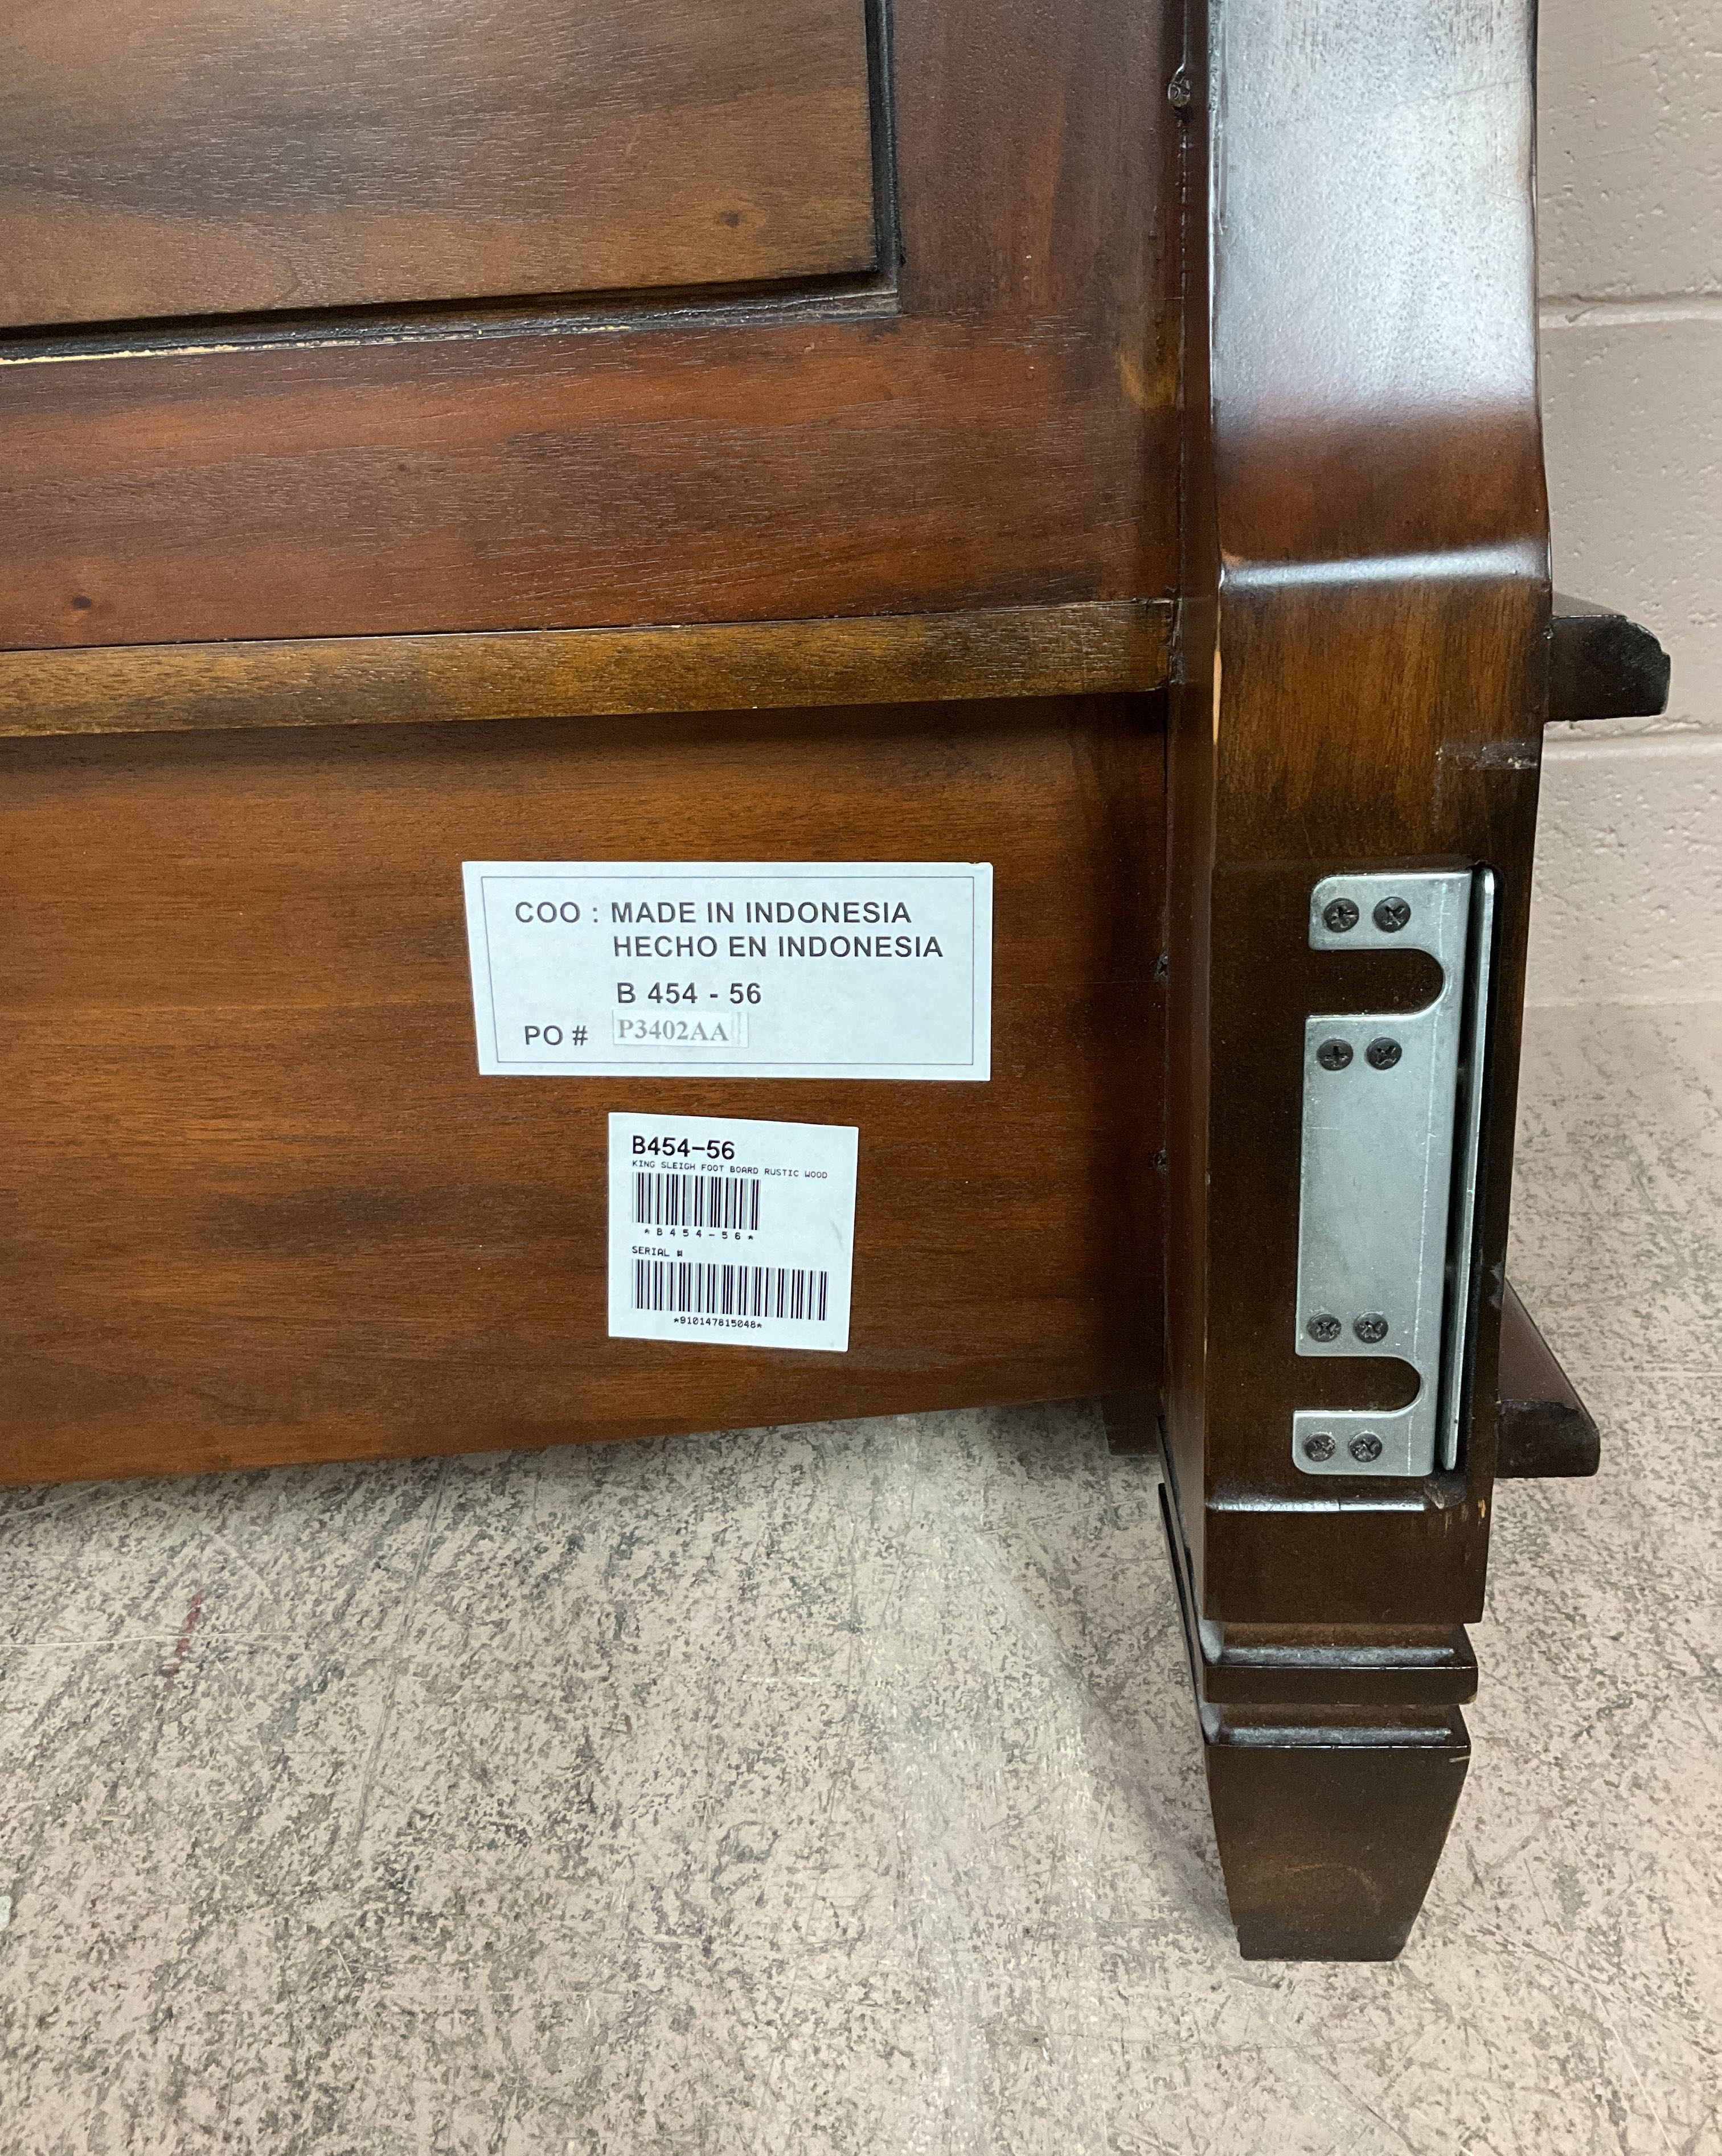 COO : MADE IN INDONESIA
HECHO EN INDONESIA
B 454 - 56
PO # P3402AA
B454-56
KING SLEIGH FOOT BOARD RUSTIC WOOD
*B454-56*
SERIAL #
*910147815048*